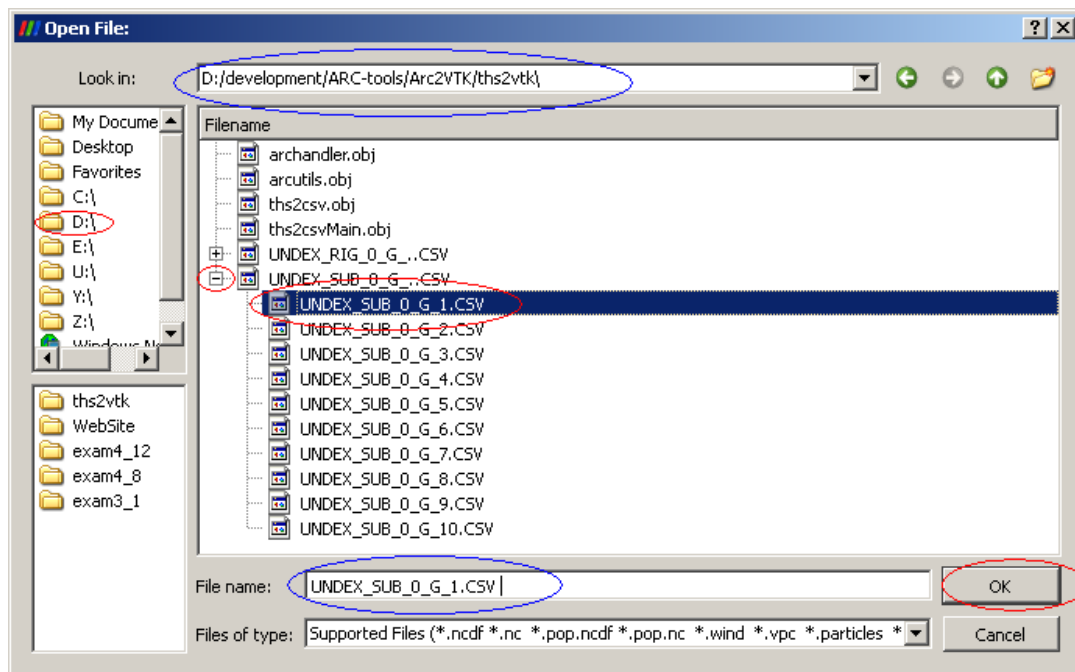 Open File:
Look in:
D:/development/ARC-tools/Arc2VTK/ths2vtk\
My Docume
Desktop
Favorites
C:\
D:\
E:\
U:\
Y:\
Z:\
ths2vtk
WebSite
exam4_12
exam4_8
exam3_1
Filename
archandler.obj
arcutils.obj
ths2csv.obj
ths2csvMain.obj
UNDEX_RIG_0_G_..CSV
UNDEX_SUB_0_G_..CSV
UNDEX_SUB_0_G_1.CSV
UNDEX_SUB_0_G_2.CSV
UNDEX_SUB_0_G_3.CSV
UNDEX_SUB_0_G_4.CSV
UNDEX_SUB_0_G_5.CSV
UNDEX_SUB_0_G_6.CSV
UNDEX_SUB_0_G_7.CSV
UNDEX_SUB_0_G_8.CSV
UNDEX_SUB_0_G_9.CSV
UNDEX_SUB_0_G_10.CSV
File name: UNDEX_SUB_0_G_1.CSV
OK
Files of type: Supported Files (*.ncdf *.nc *.pop.ncdf *.pop.nc *.wind *.vpc *.particles *
Cancel